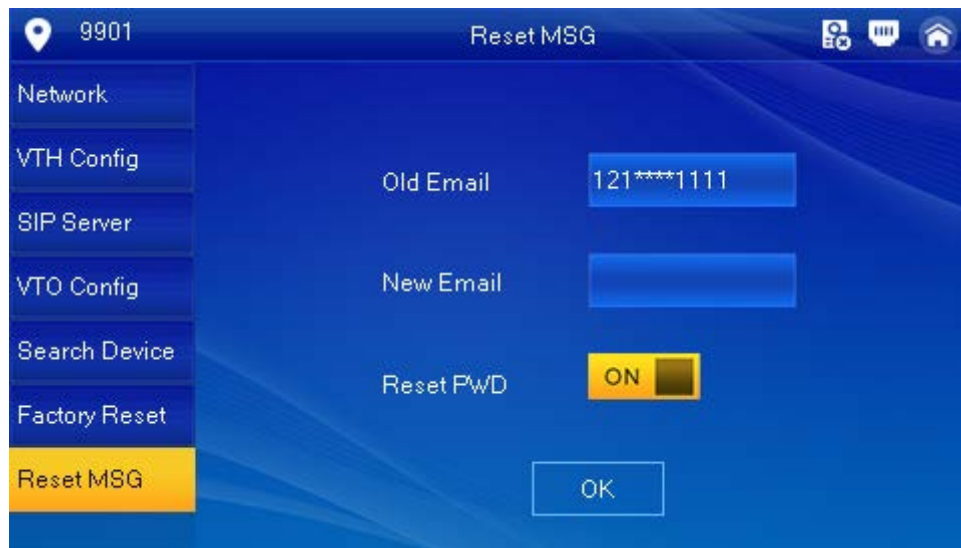 9901
Reset MSG
Network
VTH Config
SIP Server
VTO Config
Search Device
Factory Reset
Reset MSG
Old Email
121****1111
New Email
Reset PWD
ON
OK